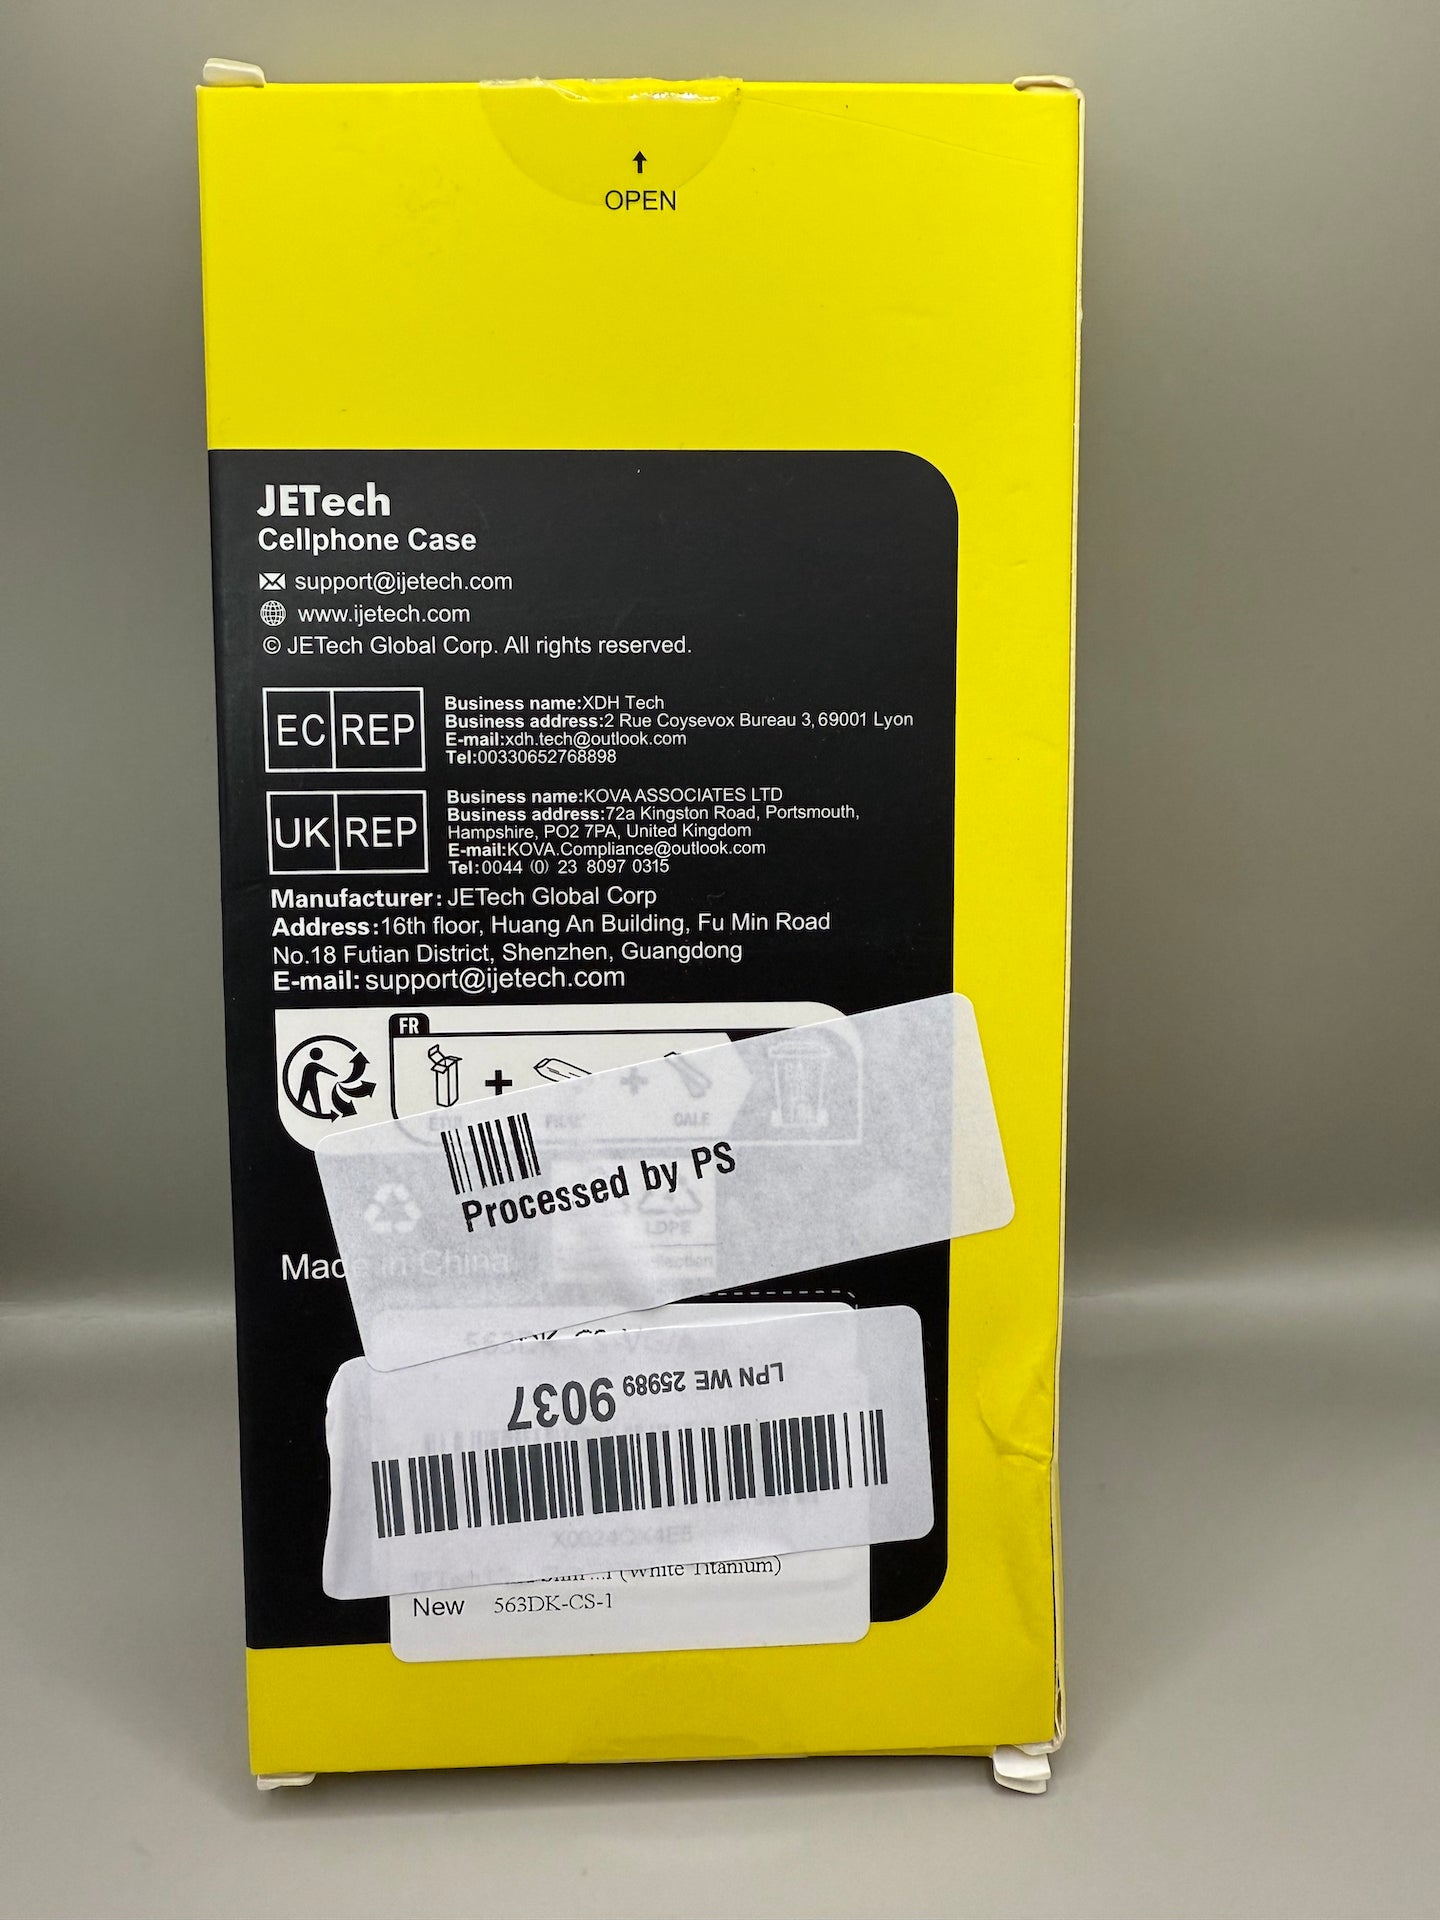 OPEN
JETech
Cellphone Case
support@ijetech.com
www.ijetech.com
© JETech Global Corp. All rights reserved.
EC REP
Business name:XDH Tech
Business address:2 Rue Coysevox Bureau 3,69001 Lyon
E-mail:xdh.tech@outlook.com
Tel:00330652768898
UK REP
Business name:KOVA ASSOCIATES LTD
Business address:72a Kingston Road, Portsmouth,
Hampshire, PO2 7PA, United Kingdom
E-mail:KOVA.Compliance@outlook.com
Tel:0044 (0) 23 8097 0315
Manufacturer: JETech Global Corp
Address:16th floor, Huang An Building, Fu Min Road
No.18 Futian District, Shenzhen, Guangdong
E-mail: support@ijetech.com
FR
Processed by PS
LDPE
Made in China
LPN WE 25989 9037
(White Titanium)
New 563DK-CS-1